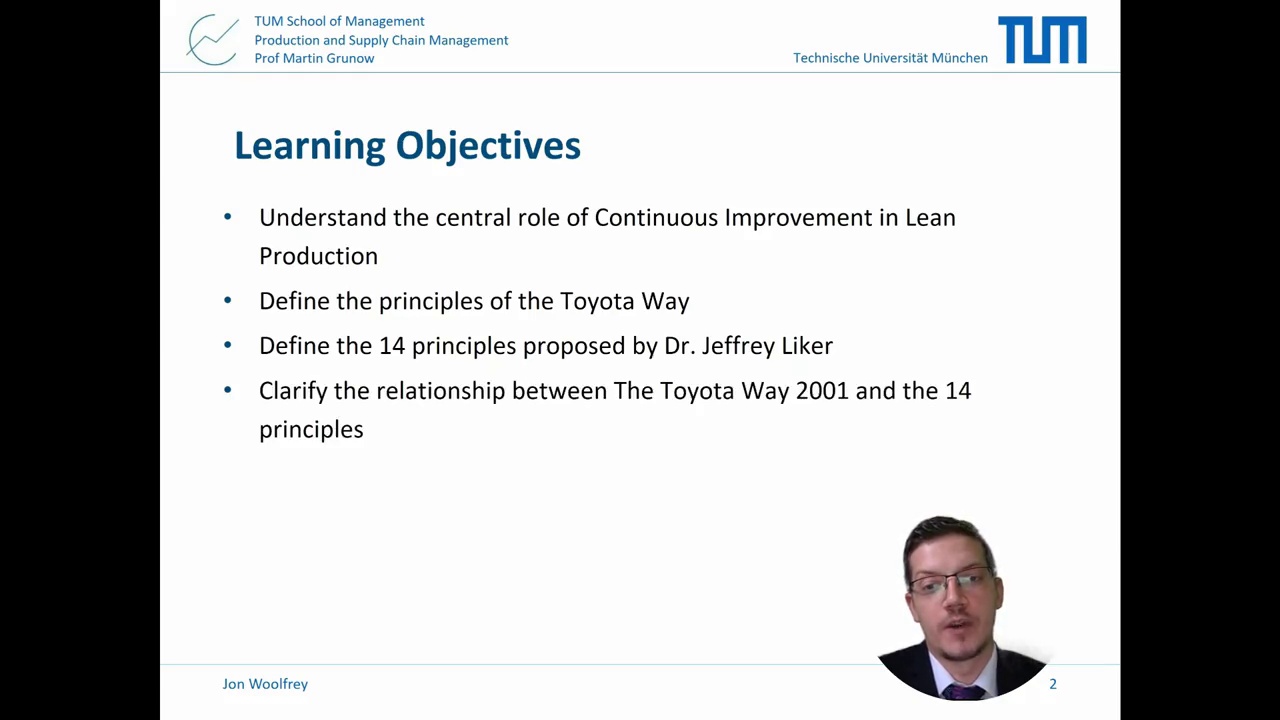 TUM School of Management
Production and Supply Chain Management
Prof Martin Grunow
Technische Universität München
TUM
Learning Objectives
• Understand the central role of Continuous Improvement in Lean
Production
• Define the principles of the Toyota Way
• Define the 14 principles proposed by Dr. Jeffrey Liker
• Clarify the relationship between The Toyota Way 2001 and the 14
principles
Jon Woolfrey
2